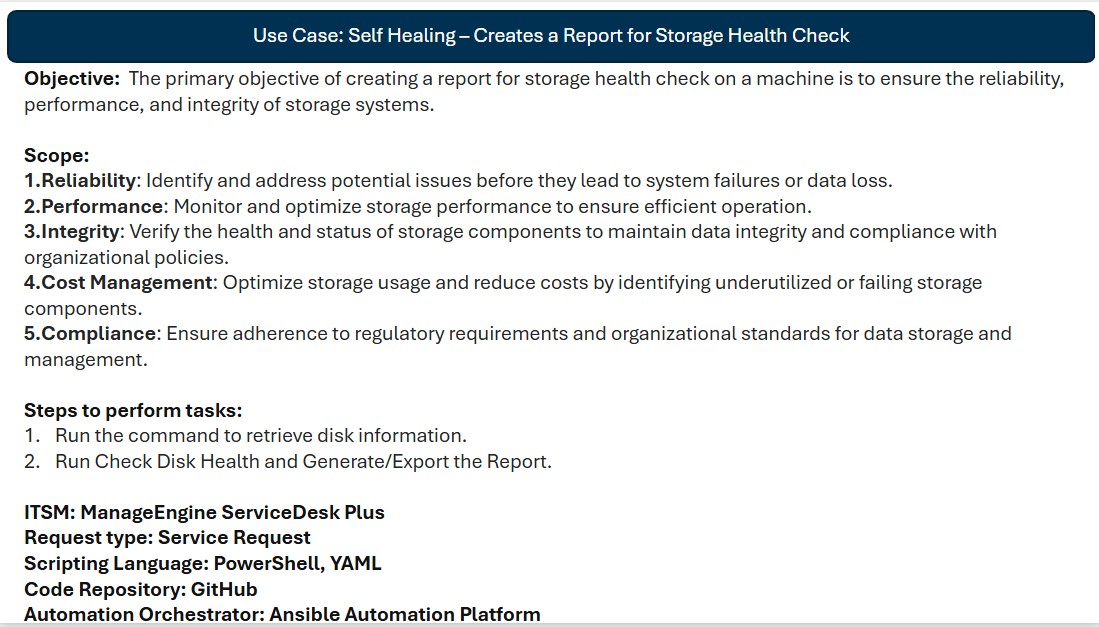 Use Case: Self Healing – Creates a Report for Storage Health Check
Objective:  The primary objective of creating a report for storage health check on a machine is to ensure the reliability,
performance, and integrity of storage systems.
Scope:
1.Reliability: Identify and address potential issues before they lead to system failures or data loss.
2.Performance: Monitor and optimize storage performance to ensure efficient operation.
3.Integrity: Verify the health and status of storage components to maintain data integrity and compliance with
organizational policies.
4.Cost Management: Optimize storage usage and reduce costs by identifying underutilized or failing storage
components.
5.Compliance: Ensure adherence to regulatory requirements and organizational standards for data storage and
management.
Steps to perform tasks:
1. Run the command to retrieve disk information.
2. Run Check Disk Health and Generate/Export the Report.
ITSM: ManageEngine ServiceDesk Plus
Request type: Service Request
Scripting Language: PowerShell, YAML
Code Repository: GitHub
Automation Orchestrator: Ansible Automation Platform